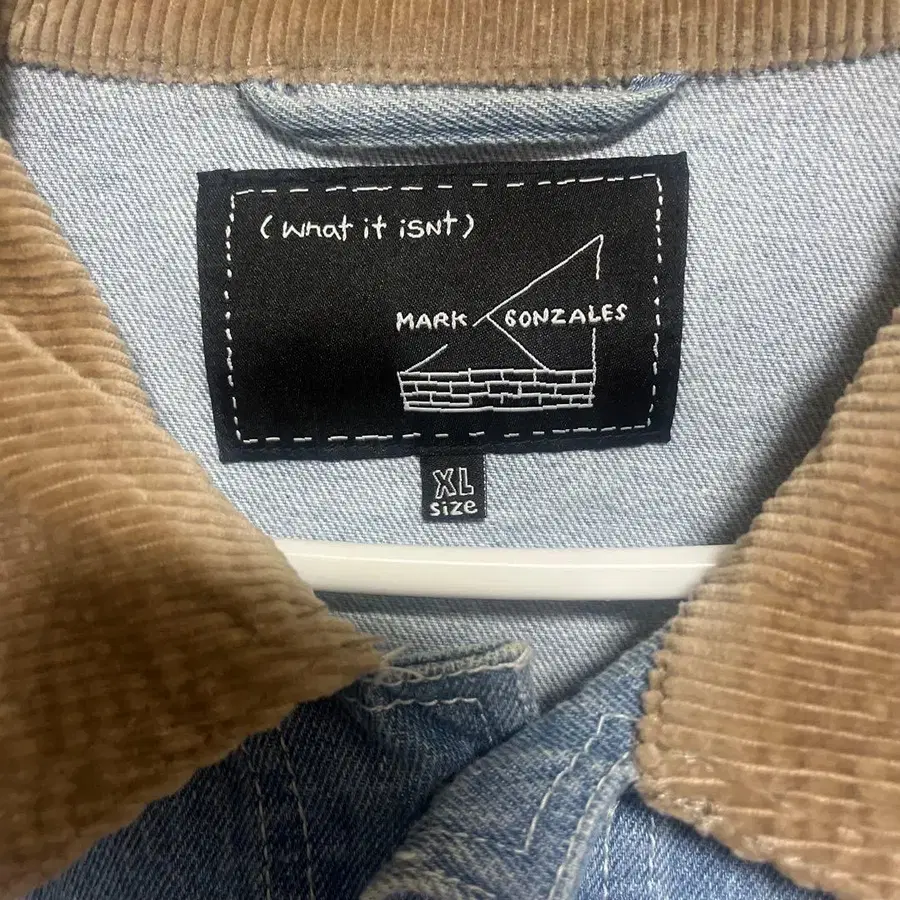 (what it isnt)
MARK GONZALES
XL
size